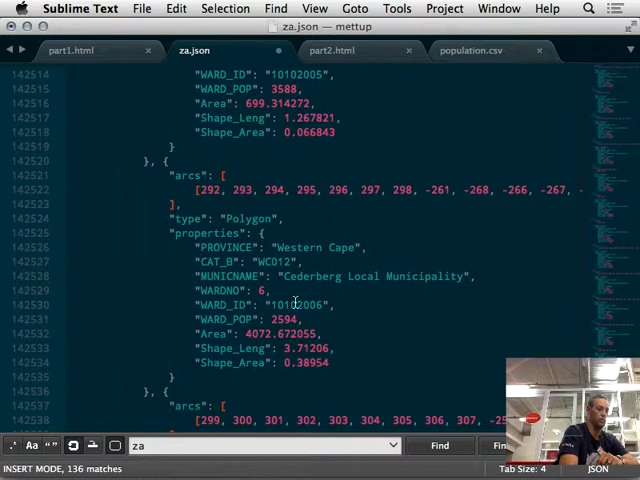 Sublime Text File Edit Selection Find View Goto Tools Project Window Help
za.json — mettup
part1.html × za.json part2.html × population.csv ×
142514 "WARD_ID": "10102005",
142515 "WARD_POP": 3588,
142516 "Area": 699.314272,
142517 "Shape_Leng": 1.267821,
142518 "Shape_Area": 0.066843
142519 }
142520 }, {
142521 "arcs": [
142522 [292, 293, 294, 295, 296, 297, 298, -261, -268, -266, -267, -
142523 ],
142524 "type": "Polygon",
142525 "properties": {
142526 "PROVINCE": "Western Cape",
142527 "CAT_B": "WC012",
142528 "MUNICNAME": "Cederberg Local Municipality",
142529 "WARDNO": 6,
142530 "WARD_ID": "10102006",
142531 "WARD_POP": 2594,
142532 "Area": 4072.672055,
142533 "Shape_Leng": 3.71206,
142534 "Shape_Area": 0.38954
142535 }
142536 }, {
142537 "arcs": [
142538 [299, 300, 301, 302, 303, 304, 305, 306, 307, -25
.* Aa “” za Find
INSERT MODE, 136 matches Tab Size: 4 JSON